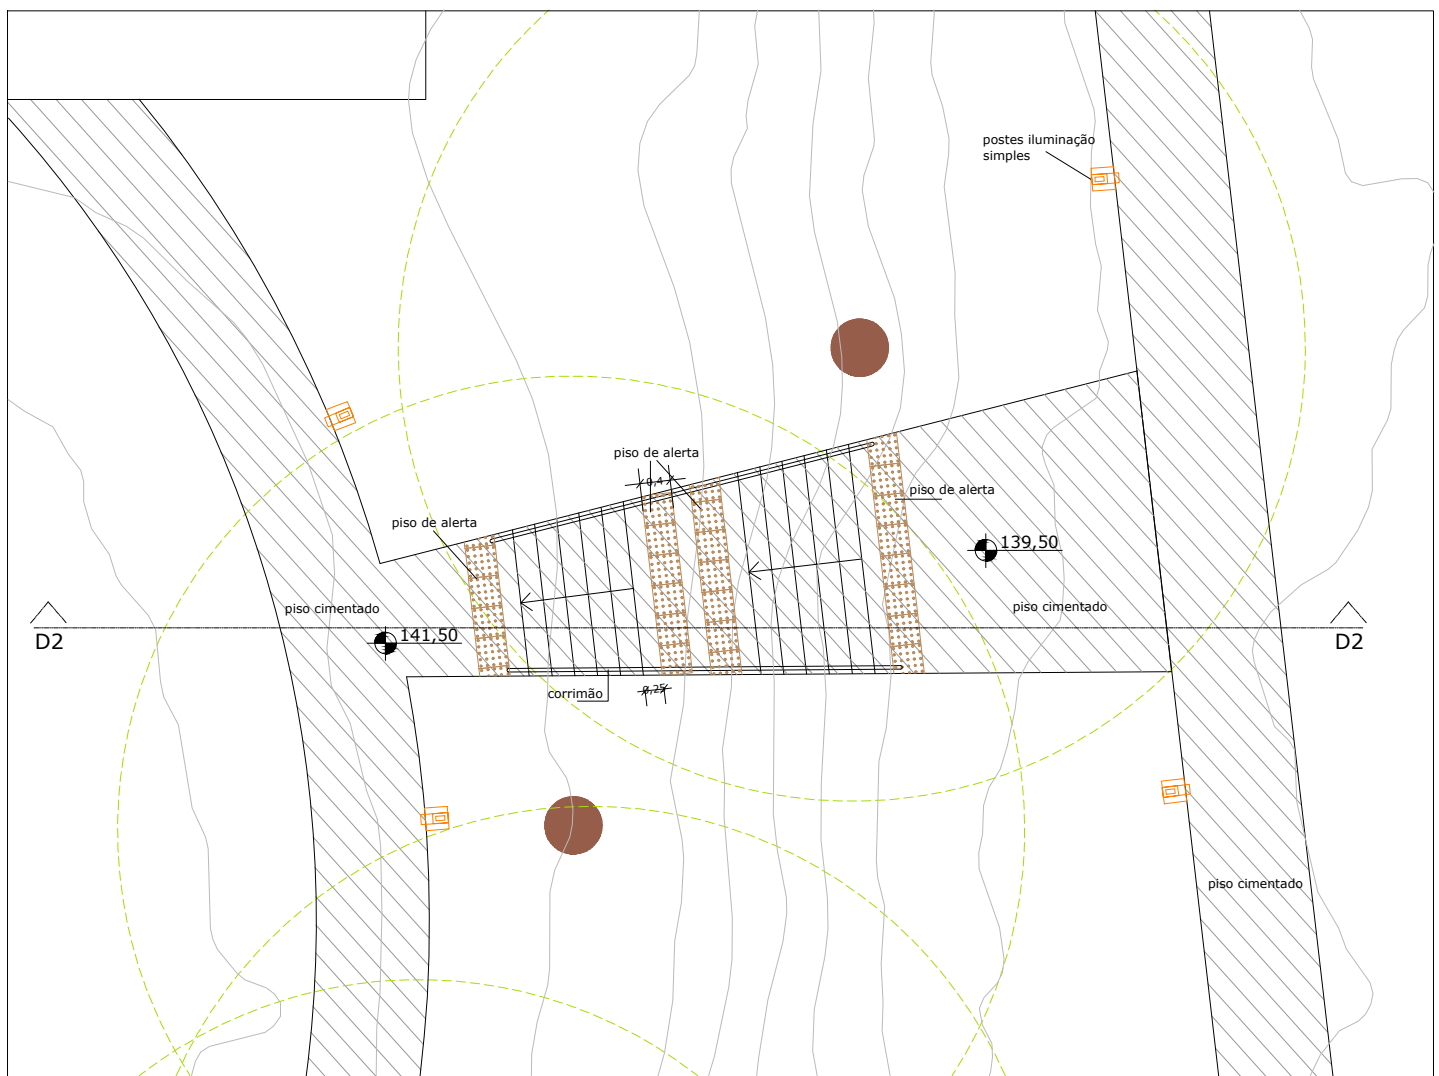 postes iluminação
simples
piso de alerta
0,4
piso de alerta
piso de alerta
139,50
piso cimentado
piso cimentado
141,50
D2
D2
corrimão
0,25
piso cimentado